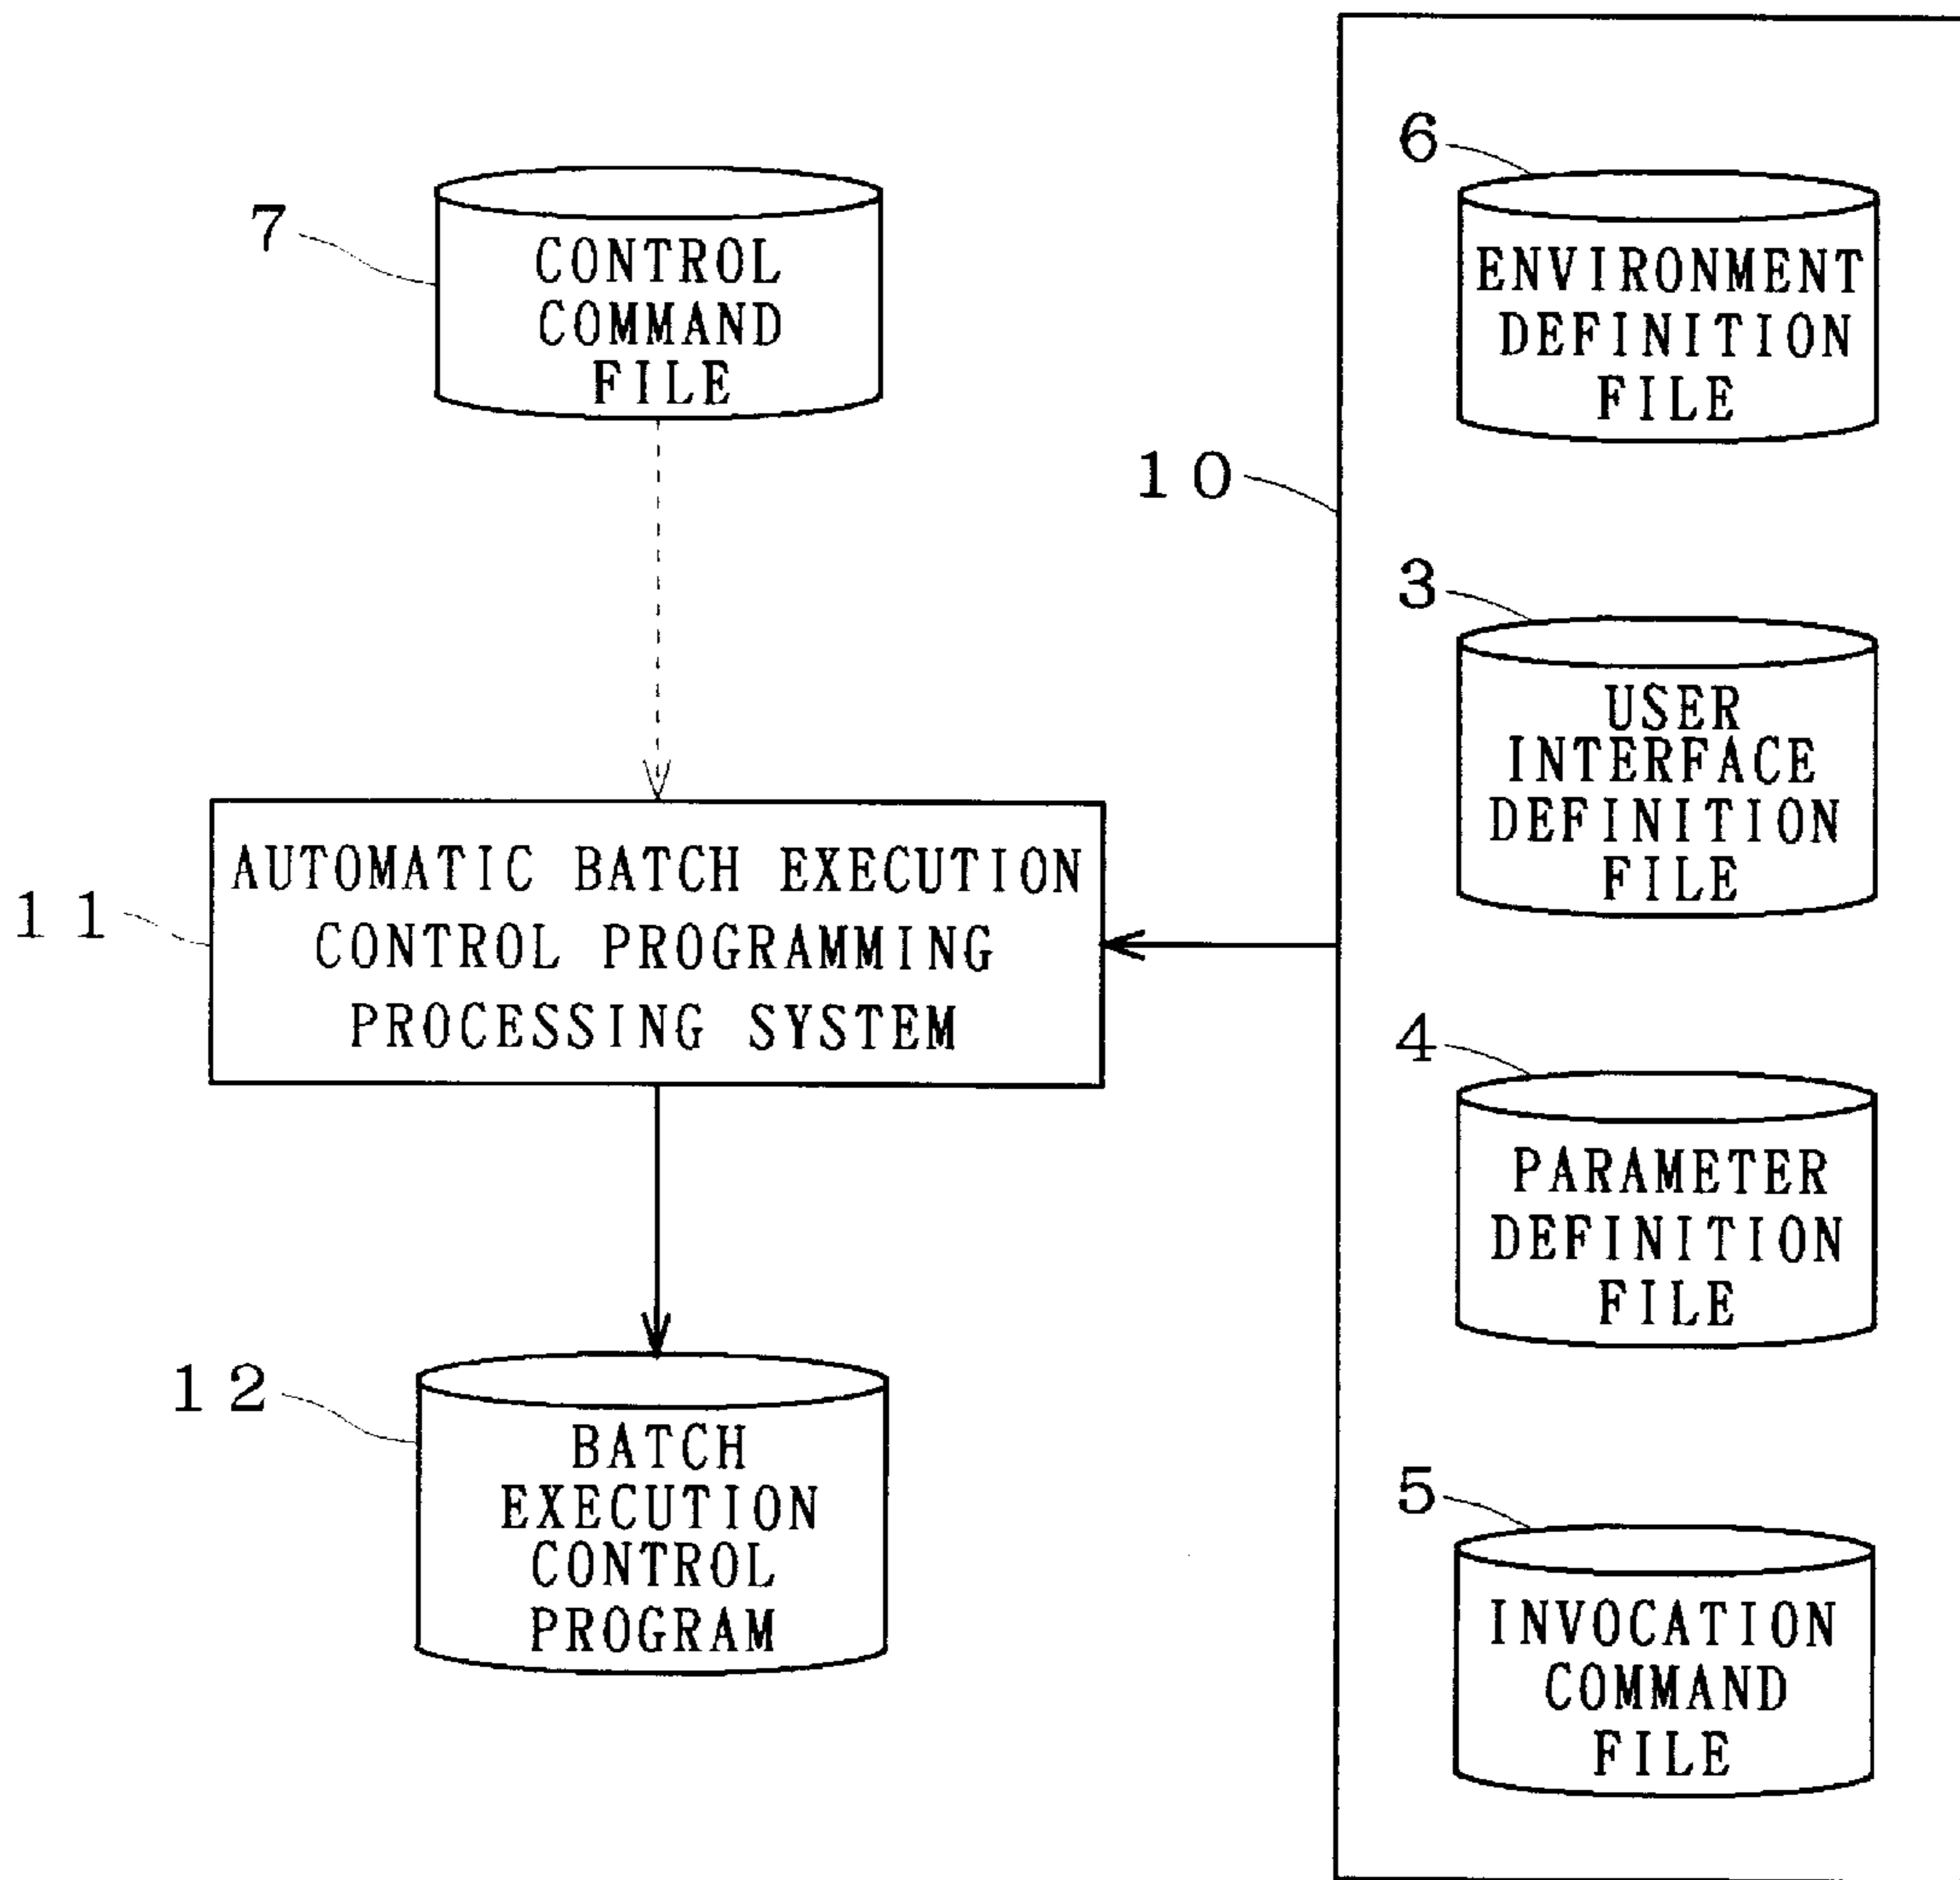 7
CONTROL
COMMAND
FILE
11
AUTOMATIC BATCH EXECUTION
CONTROL PROGRAMMING
PROCESSING SYSTEM
12
BATCH
EXECUTION
CONTROL
PROGRAM
10
6
ENVIRONMENT
DEFINITION
FILE
3
USER
INTERFACE
DEFINITION
FILE
4
PARAMETER
DEFINITION
FILE
5
INVOCATION
COMMAND
FILE